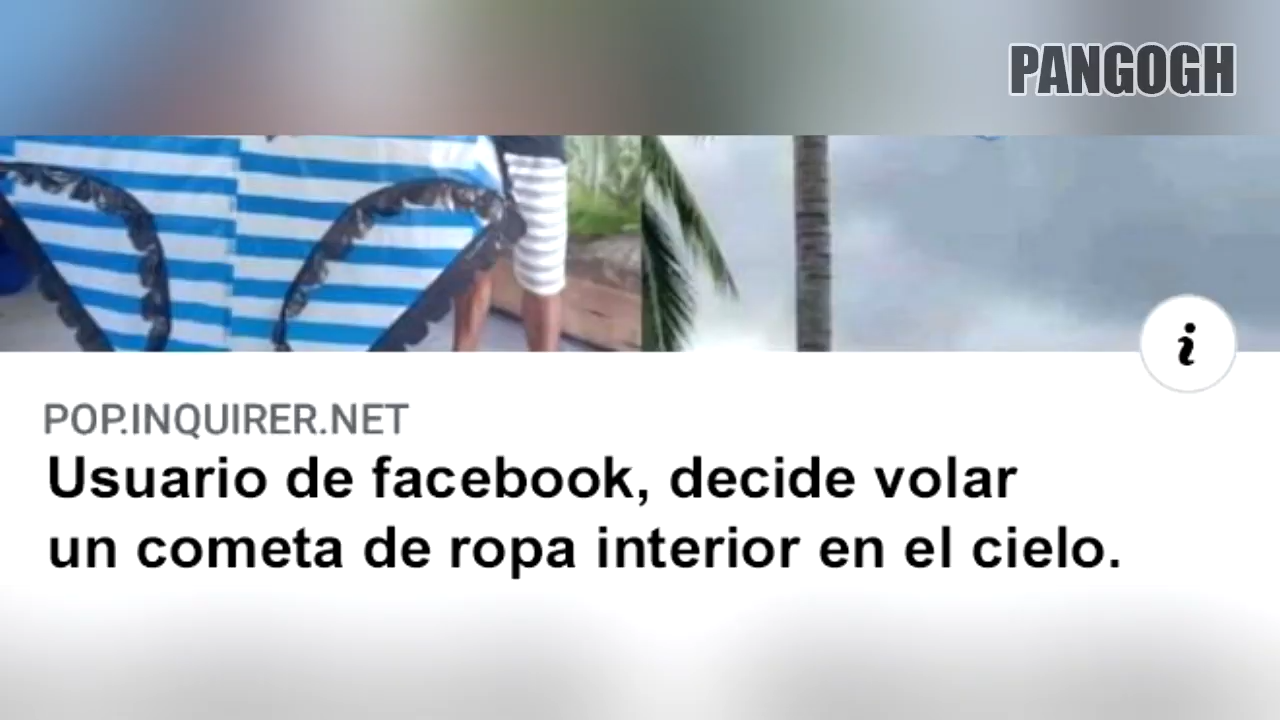 PANGOGH
POP.INQUIRER.NET
Usuario de facebook, decide volar
un cometa de ropa interior en el cielo.